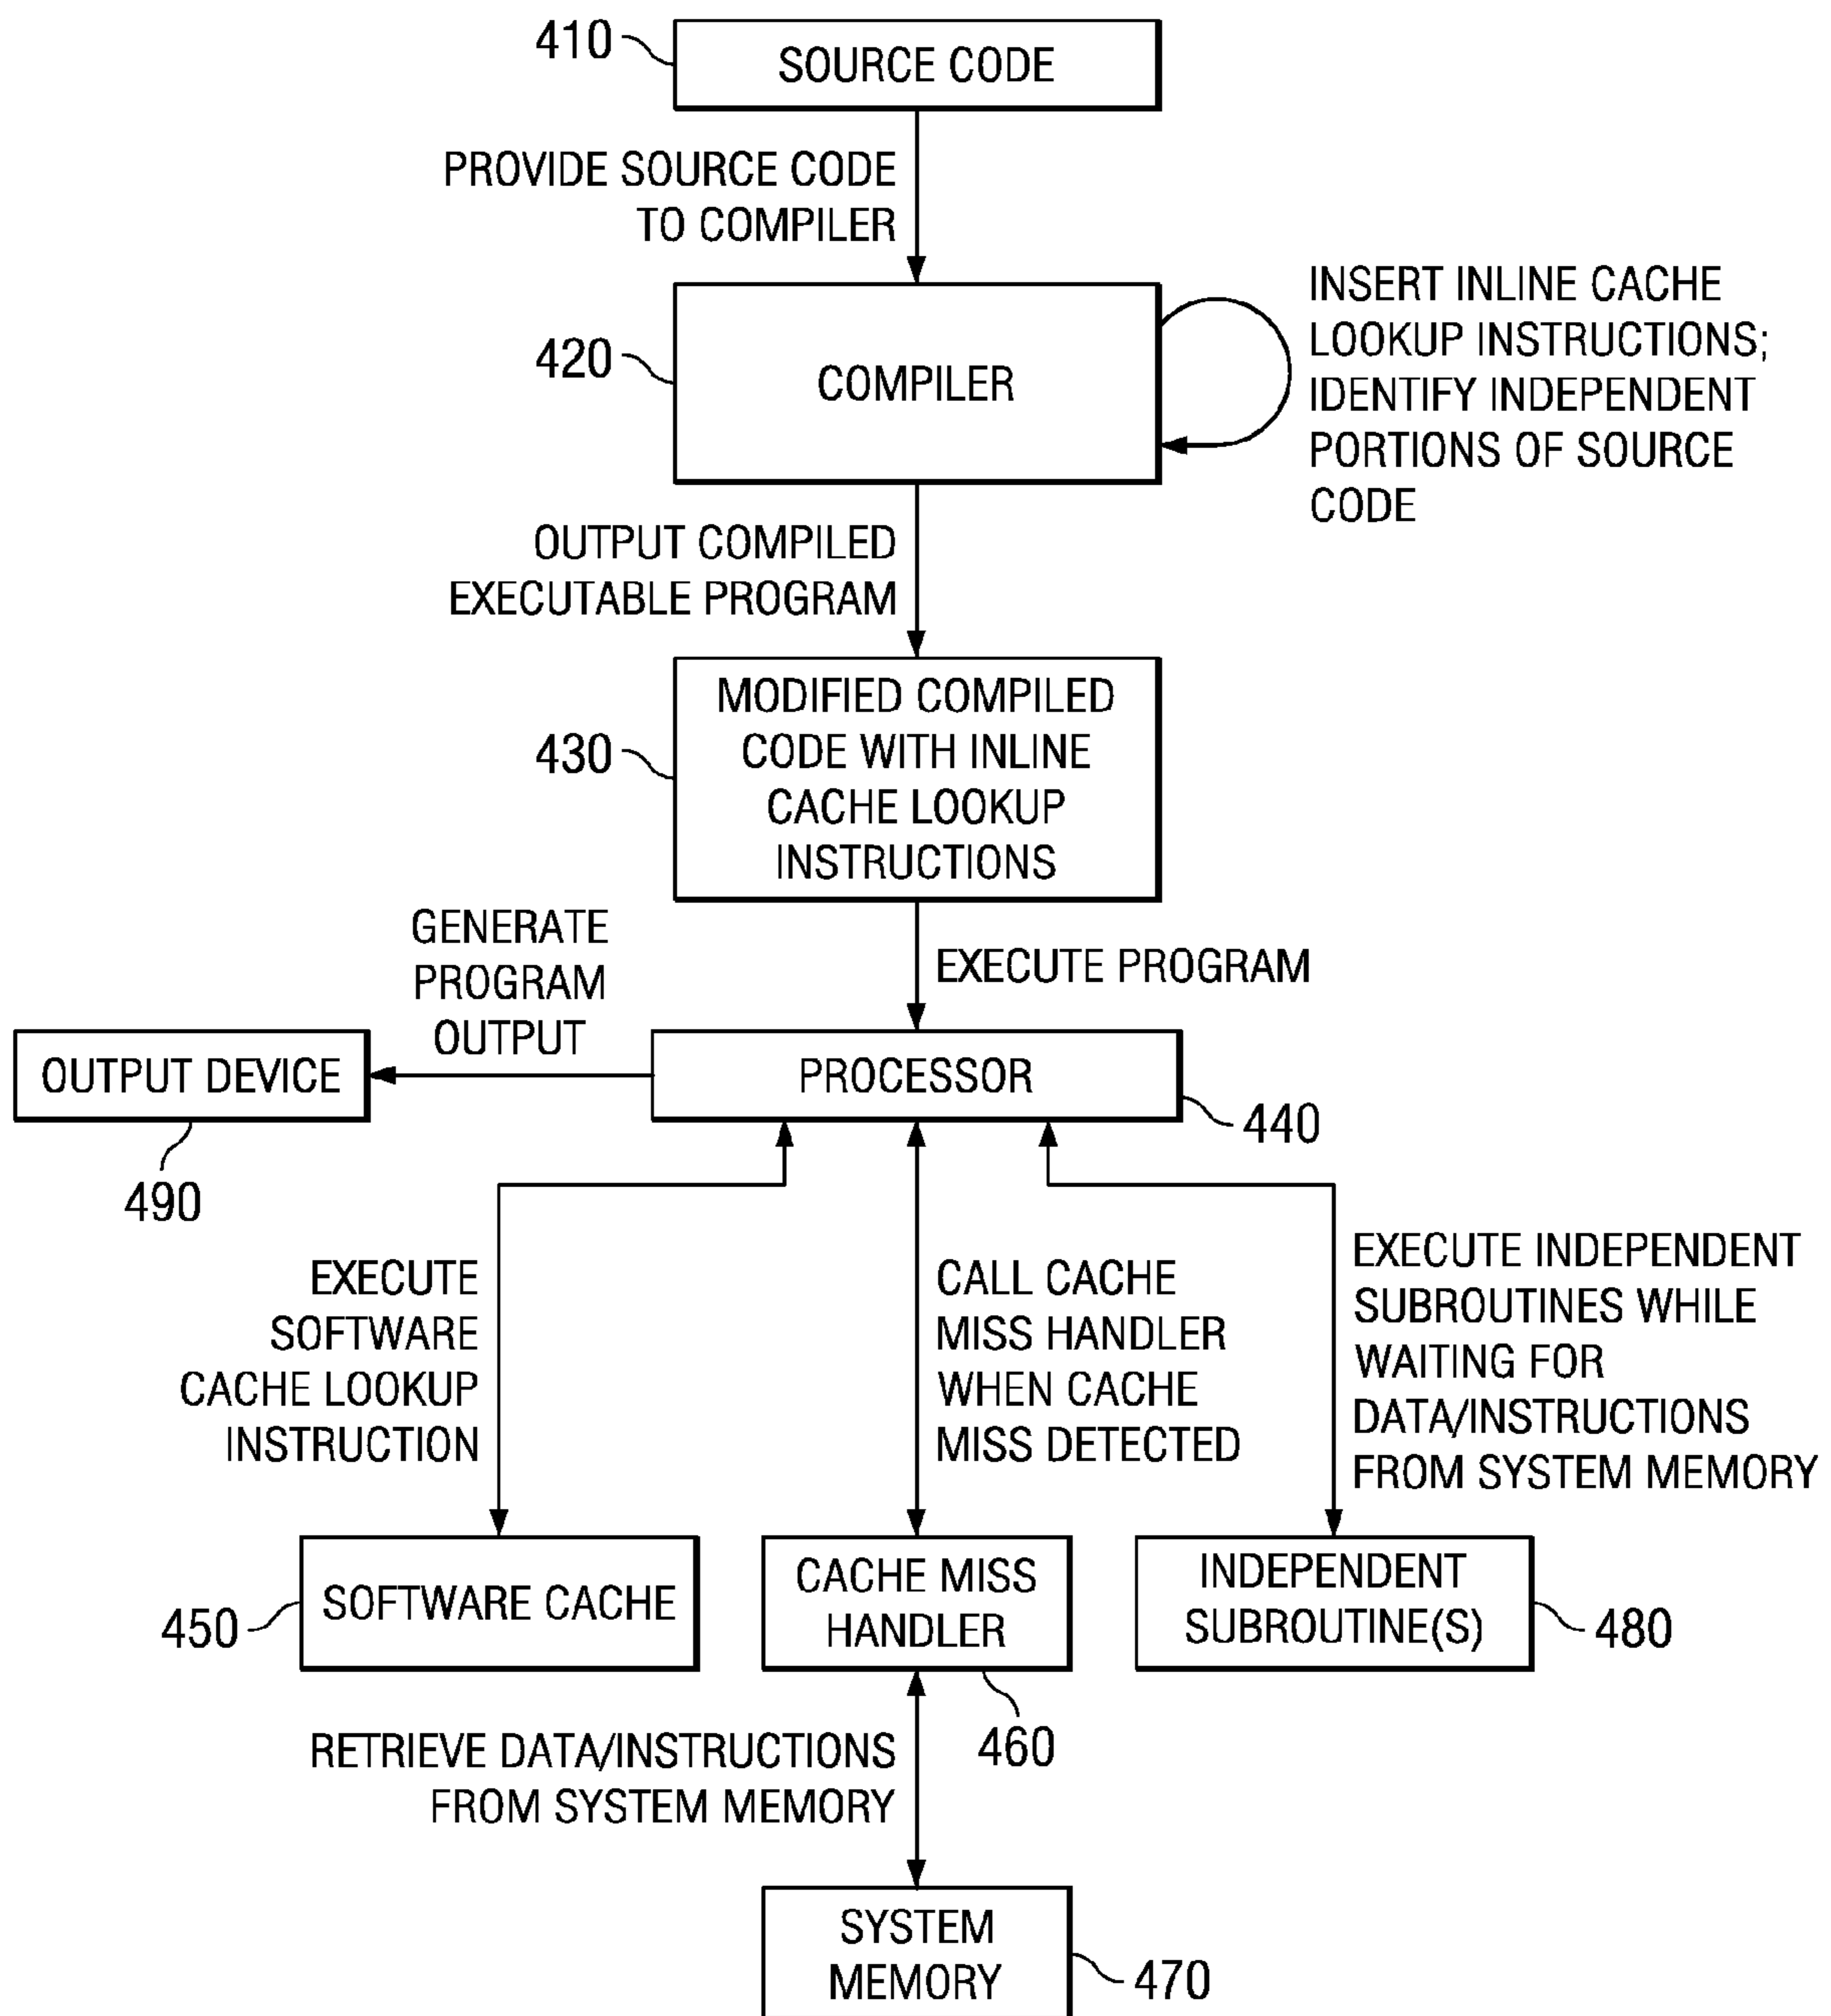 410
SOURCE CODE
PROVIDE SOURCE CODE
TO COMPILER
420
COMPILER
INSERT INLINE CACHE
LOOKUP INSTRUCTIONS;
IDENTIFY INDEPENDENT
PORTIONS OF SOURCE
CODE
OUTPUT COMPILED
EXECUTABLE PROGRAM
430
MODIFIED COMPILED
CODE WITH INLINE
CACHE LOOKUP
INSTRUCTIONS
GENERATE
PROGRAM
OUTPUT
EXECUTE PROGRAM
OUTPUT DEVICE
490
PROCESSOR
440
EXECUTE
SOFTWARE
CACHE LOOKUP
INSTRUCTION
CALL CACHE
MISS HANDLER
WHEN CACHE
MISS DETECTED
EXECUTE INDEPENDENT
SUBROUTINES WHILE
WAITING FOR
DATA/INSTRUCTIONS
FROM SYSTEM MEMORY
450
SOFTWARE CACHE
CACHE MISS
HANDLER
460
INDEPENDENT
SUBROUTINE(S)
480
RETRIEVE DATA/INSTRUCTIONS
FROM SYSTEM MEMORY
SYSTEM
MEMORY
470